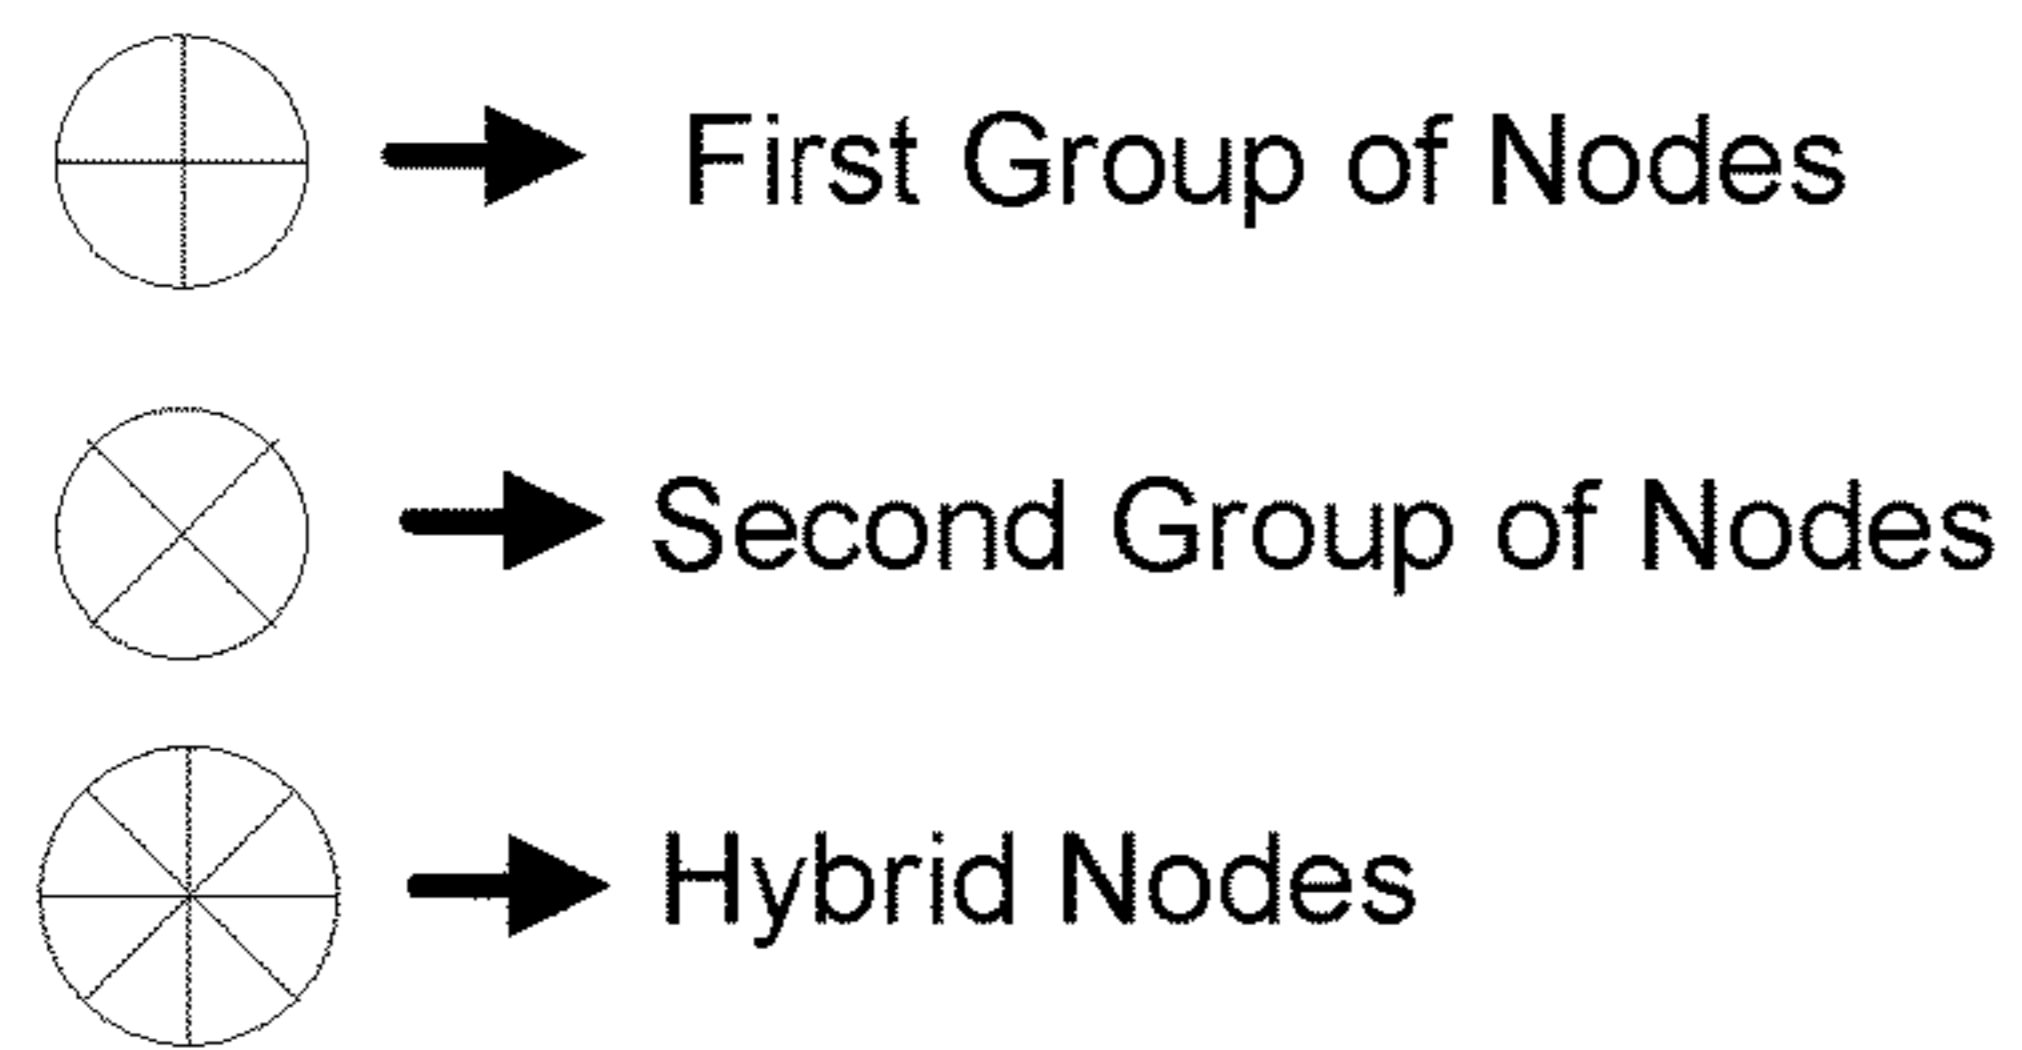 First Group of Nodes
Second Group of Nodes
Hybrid Nodes